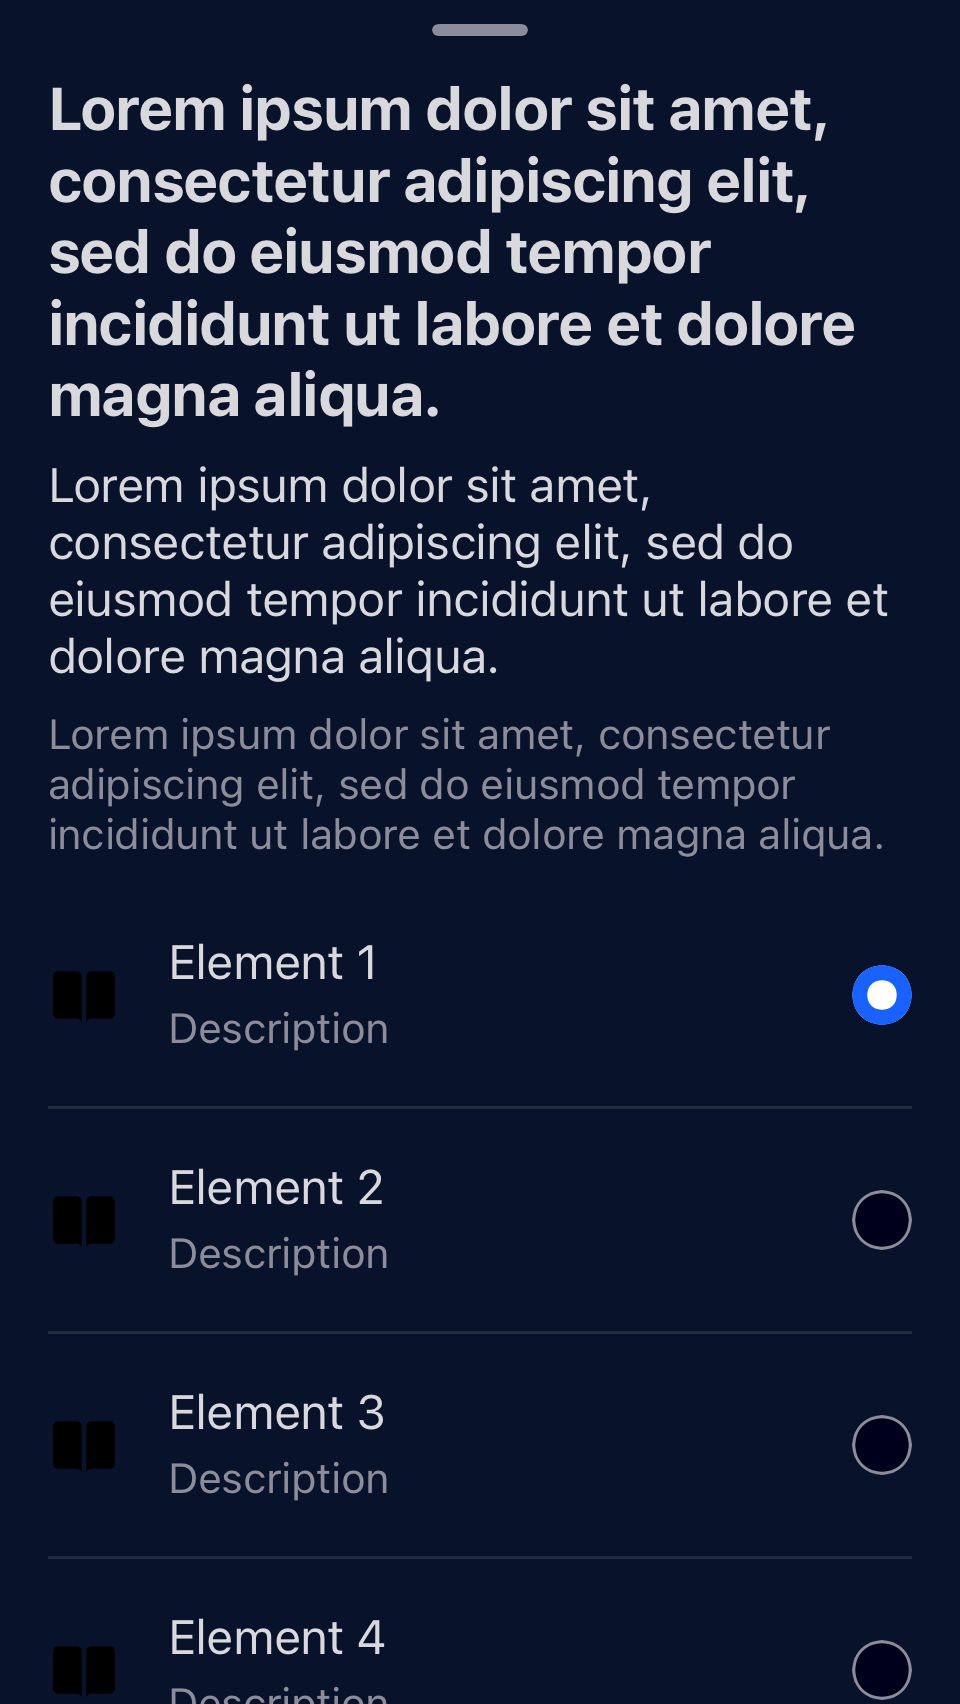 Lorem ipsum dolor sit amet,
consectetur adipiscing elit,
sed do eiusmod tempor
incididunt ut labore et dolore
magna aliqua.
Lorem ipsum dolor sit amet,
consectetur adipiscing elit, sed do
eiusmod tempor incididunt ut labore et
dolore magna aliqua.
Lorem ipsum dolor sit amet, consectetur
adipiscing elit, sed do eiusmod tempor
incididunt ut labore et dolore magna aliqua.
Element 1
Description
Element 2
Description
Element 3
Description
Element 4
Description